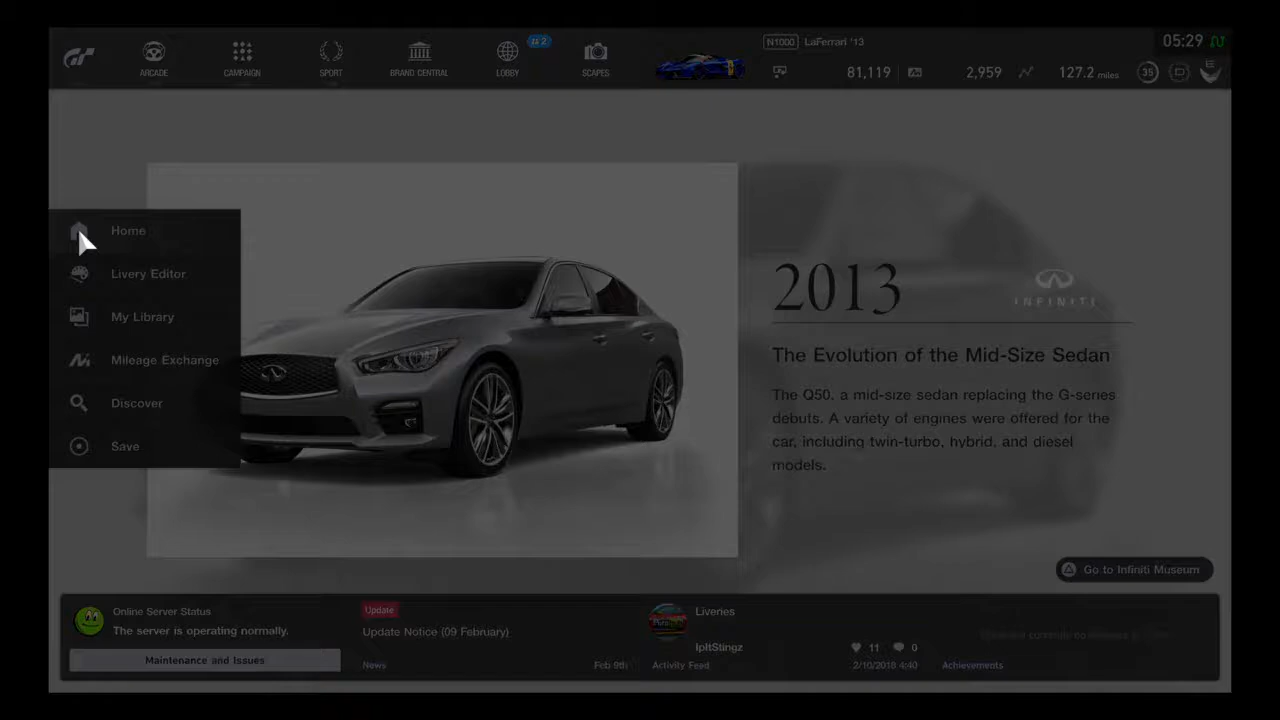 ARCADE
CAMPAIGN
SPORT
BRAND CENTRAL
LOBBY
2
SCAPES
N1000 LaFerrari '13
81,119
2,959
127.2 miles
05:29
35
E
Home
Livery Editor
My Library
Mileage Exchange
Discover
Save
2013
INFINITI
The Evolution of the Mid-Size Sedan
The Q50, a mid-size sedan replacing the G-series
debuts. A variety of engines were offered for the
car, including twin-turbo, hybrid, and diesel
models.
Go to Infiniti Museum
Online Server Status
The server is operating normally.
Maintenance and Issues
Update
Update Notice (09 February)
News
Liveries
IpltStingz
11
0
Activity Feed
2/10/2018 4:40
Achievements